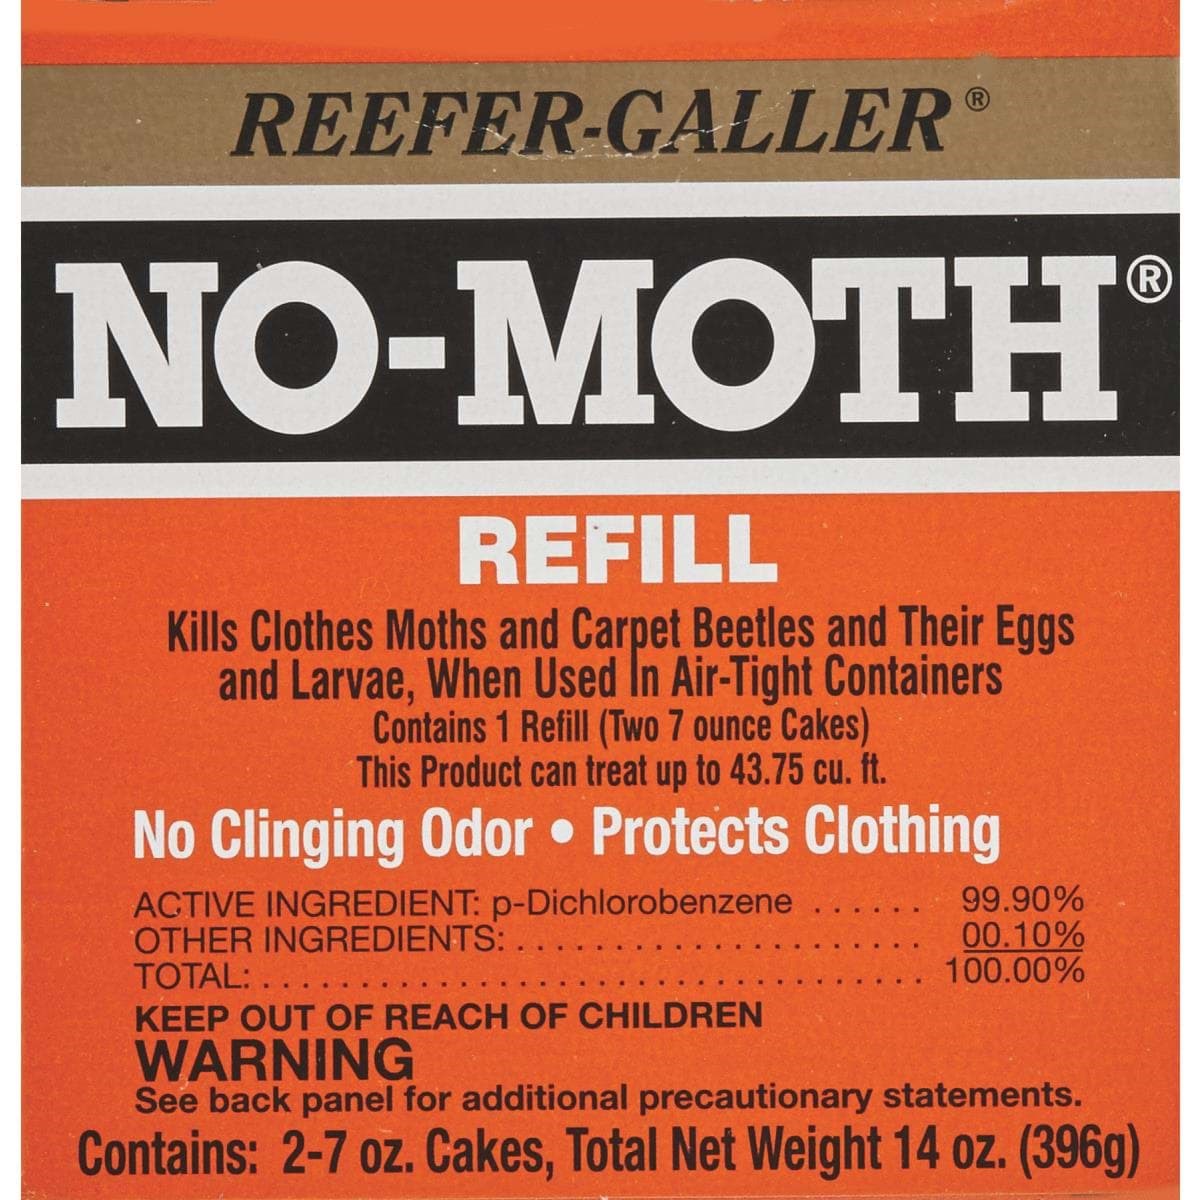 REEFER-GALLER®
NO-MOTH®
REFILL
Kills Clothes Moths and Carpet Beetles and Their Eggs
and Larvae, When Used In Air-Tight Containers
Contains 1 Refill (Two 7 ounce Cakes)
This Product can treat up to 43.75 cu. ft.
No Clinging Odor • Protects Clothing
ACTIVE INGREDIENT: p-Dichlorobenzene ...... 99.90%
OTHER INGREDIENTS: .......................... 00.10%
TOTAL: .......................................... 100.00%
KEEP OUT OF REACH OF CHILDREN
WARNING
See back panel for additional precautionary statements.
Contains: 2-7 oz. Cakes, Total Net Weight 14 oz. (396g)